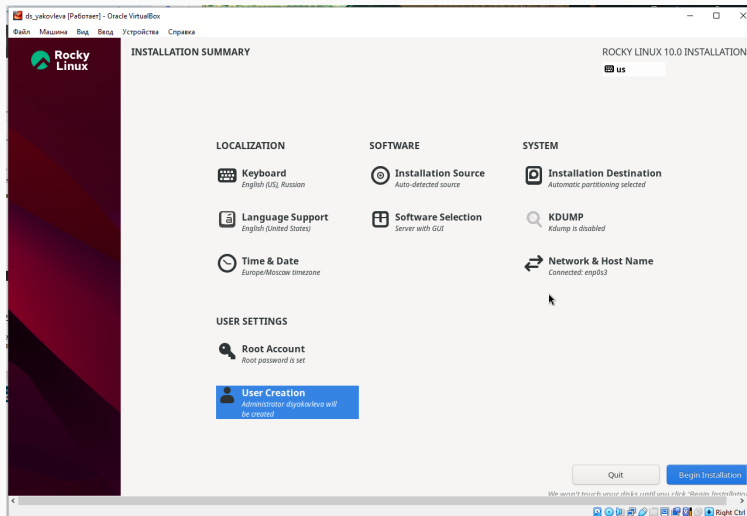 ds_yakovleva [Работает] - Oracle VirtualBox
Файл Машина Вид Ввод Устройства Справка
Rocky
Linux
INSTALLATION SUMMARY
ROCKY LINUX 10.0 INSTALLATION
us
LOCALIZATION
SOFTWARE
SYSTEM
Keyboard
English (US), Russian
Installation Source
Auto-detected source
Installation Destination
Automatic partitioning selected
Language Support
English (United States)
Software Selection
Server with GUI
KDUMP
Kdump is disabled
Time & Date
Europe/Moscow timezone
Network & Host Name
Connected: enp0s3
USER SETTINGS
Root Account
Root password is set
User Creation
Administrator dsyakovleva will
be created
Quit
Begin Installation
We won't touch your disks until you click 'Begin Installation
Right Ctrl